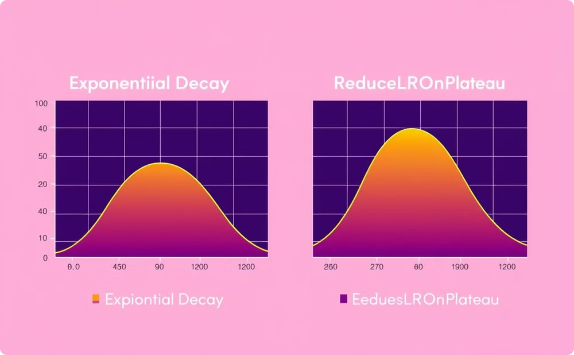 Exponentiial Decay
ReduceLROnPlateau
100
40
50
20
40
10
0
0.0 450 90 1200 1200
260 270 60 1900 1200
Expiontial Decay
EeduesLROnPlateau